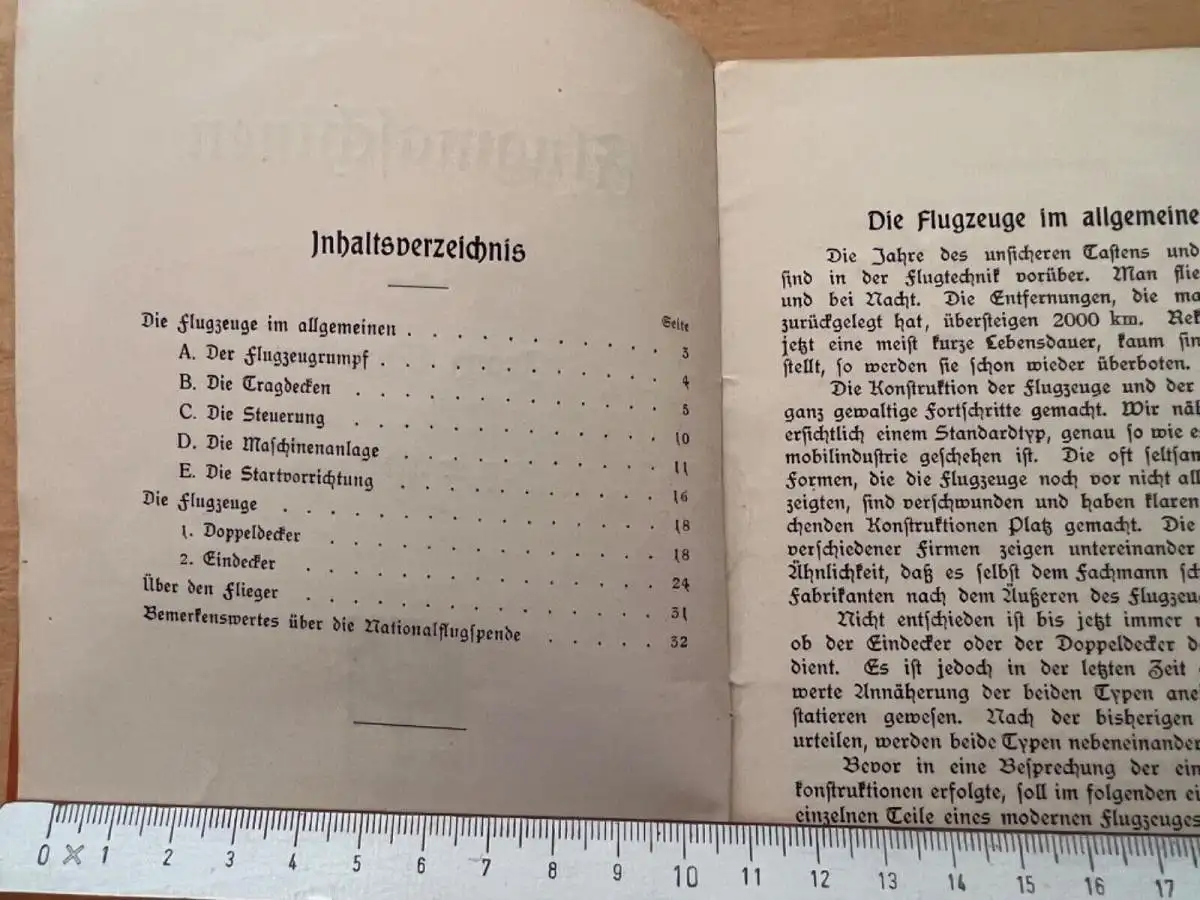 Inhaltsverzeichnis
Seite
Die Flugzeuge im allgemeinen . . . . . . . . . 3
A. Der Flugzeugrumpf . . . . . . . . . . 4
B. Die Tragdecken . . . . . . . . . . . 5
C. Die Steuerung . . . . . . . . . . . 10
D. Die Maschinenanlage . . . . . . . . . 11
E. Die Startvorrichtung . . . . . . . . . 16
Die Flugzeuge . . . . . . . . . . . . . 18
1. Doppeldecker . . . . . . . . . . . 18
2. Eindecker . . . . . . . . . . . . 24
Über den Flieger . . . . . . . . . . . . 31
Bemerkenswertes über die Nationalflugspende . . . . . 32
Die Flugzeuge im allgemeine
Die Jahre des unsicheren Tastens und
sind in der Flugtechnik vorüber. Man flie
und bei Nacht. Die Entfernungen, die ma
zurückgelegt hat, übersteigen 2000 km. Rek
jetzt eine meist kurze Lebensdauer, kaum sin
stellt, so werden sie schon wieder überboten.
Die Konstruktion der Flugzeuge und der
ganz gewaltige Fortschritte gemacht. Wir näh
ersichtlich einem Standardtyp, genau so wie e
mobilindustrie geschehen ist. Die oft seltsam
Formen, die die Flugzeuge noch vor nicht all
zeigten, sind verschwunden und haben klaren
chenden Konstruktionen Platz gemacht. Die
verschiedener Firmen zeigen untereinander
Ähnlichkeit, daß es selbst dem Fachmann sch
Fabrikanten nach dem Äußeren des Flugzeu
Nicht entschieden ist bis jetzt immer
ob der Eindecker oder der Doppeldecker d
dient. Es ist jedoch in der letzten Zeit
werte Annäherung der beiden Typen ane
statieren gewesen. Nach der bisherigen
urteilen, werden beide Typen nebeneinander
Bevor in eine Besprechung der ein
konstruktionen erfolgte, soll im folgenden ei
einzelnen Teile eines modernen Flugzeuges
0 1 2 3 4 5 6 7 8 9 10 11 12 13 14 15 16 17